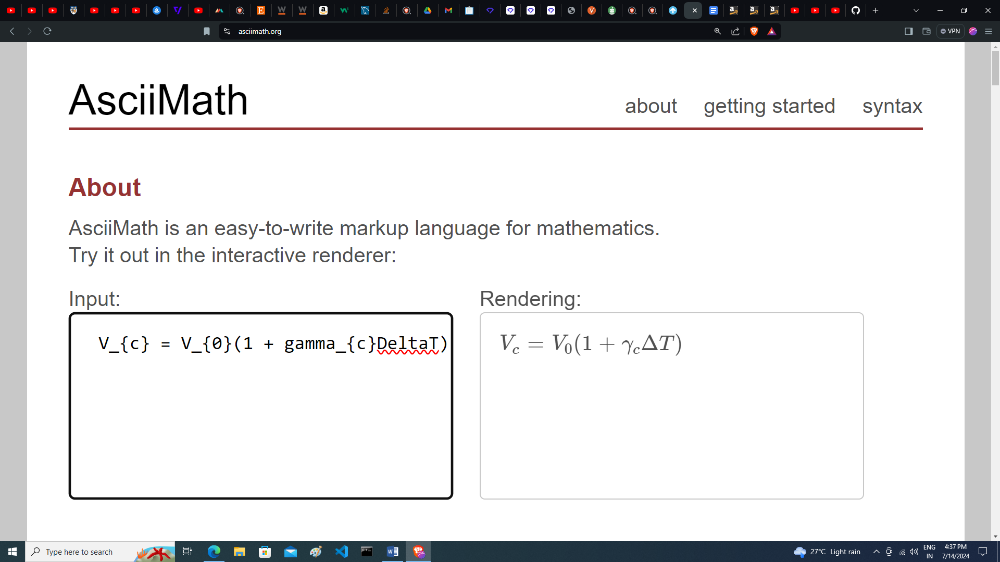 asciimath.org
VPN
AsciiMath
about getting started syntax
About
AsciiMath is an easy-to-write markup language for mathematics.
Try it out in the interactive renderer:
Input:
Rendering:
V_{c} = V_{0}(1 + gamma_{c}DeltaT)
V_c = V_0(1 + γ_cΔT)
Type here to search
27°C Light rain
ENG
IN
4:37 PM
7/14/2024